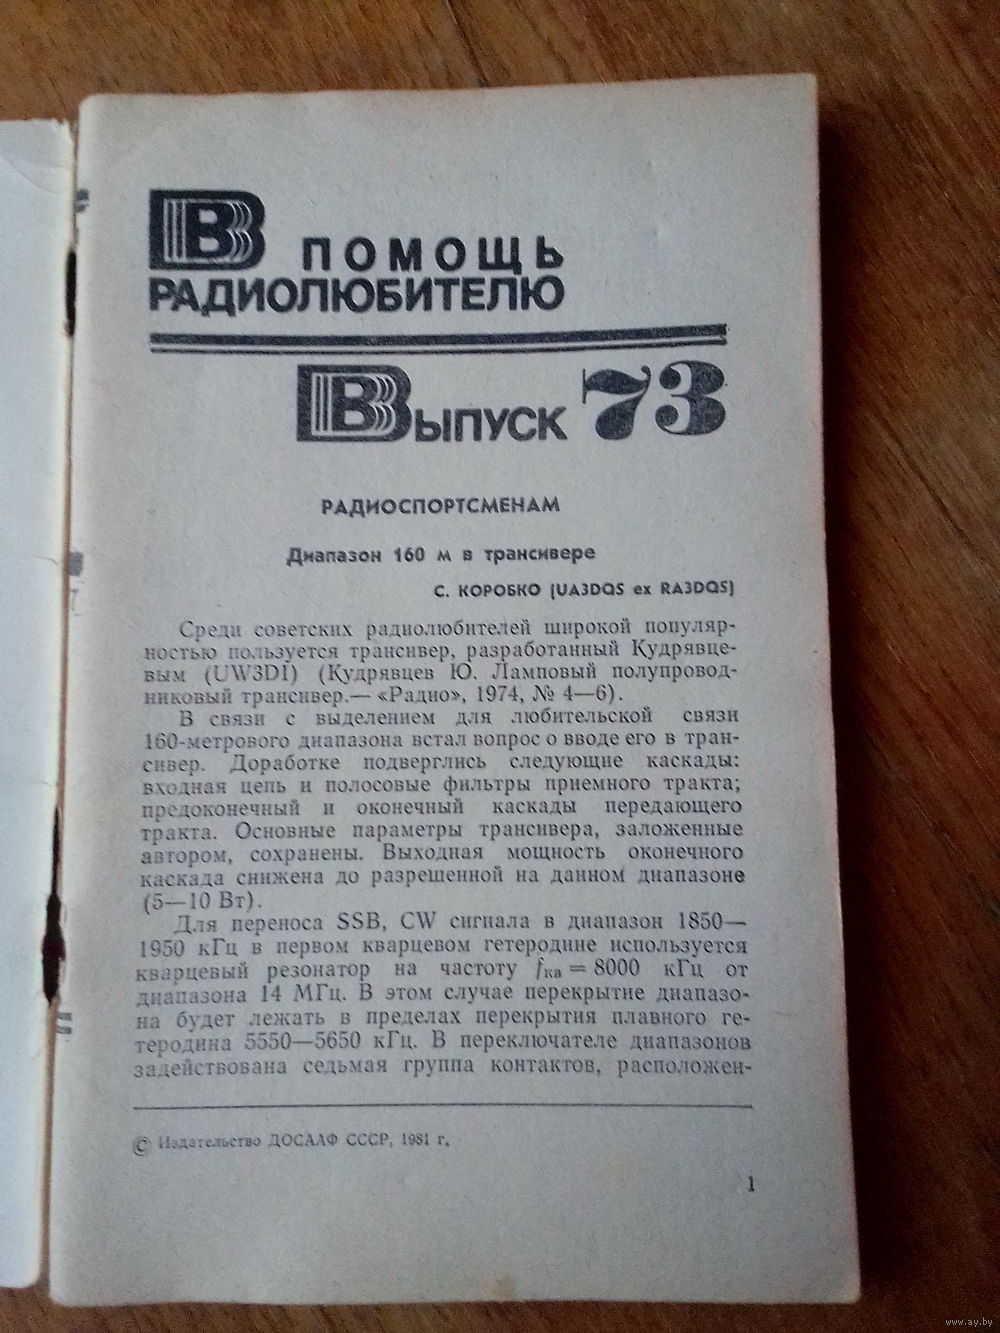 В ПОМОЩЬ
РАДИОЛЮБИТЕЛЮ
Выпуск 73
РАДИОСПОРТСМЕНАМ
Диапазон 160 м в трансивере
С. КОРОБКО (UA3DQS ex RA3DQS)
Среди советских радиолюбителей широкой популяр-
ностью пользуется трансивер, разработанный Кудрявце-
вым (UW3DI) (Кудрявцев Ю. Ламповый полупровод-
никовый трансивер.— «Радио», 1974, № 4—6).
В связи с выделением для любительской связи
160-метрового диапазона встал вопрос о вводе его в тран-
сивер. Доработке подверглись следующие каскады:
входная цепь и полосовые фильтры приемного тракта;
предоконечный и оконечный каскады передающего
тракта. Основные параметры трансивера, заложенные
автором, сохранены. Выходная мощность оконечного
каскада снижена до разрешенной на данном диапазоне
(5—10 Вт).
Для переноса SSB, CW сигнала в диапазон 1850—
1950 кГц в первом кварцевом гетеродине используется
кварцевый резонатор на частоту fкв = 8000 кГц от
диапазона 14 МГц. В этом случае перекрытие диапазо-
на будет лежать в пределах перекрытия плавного ге-
теродина 5550—5650 кГц. В переключателе диапазонов
задействована седьмая группа контактов, расположен-
© Издательство ДОСААФ СССР, 1981 г.
1
www.ay.by